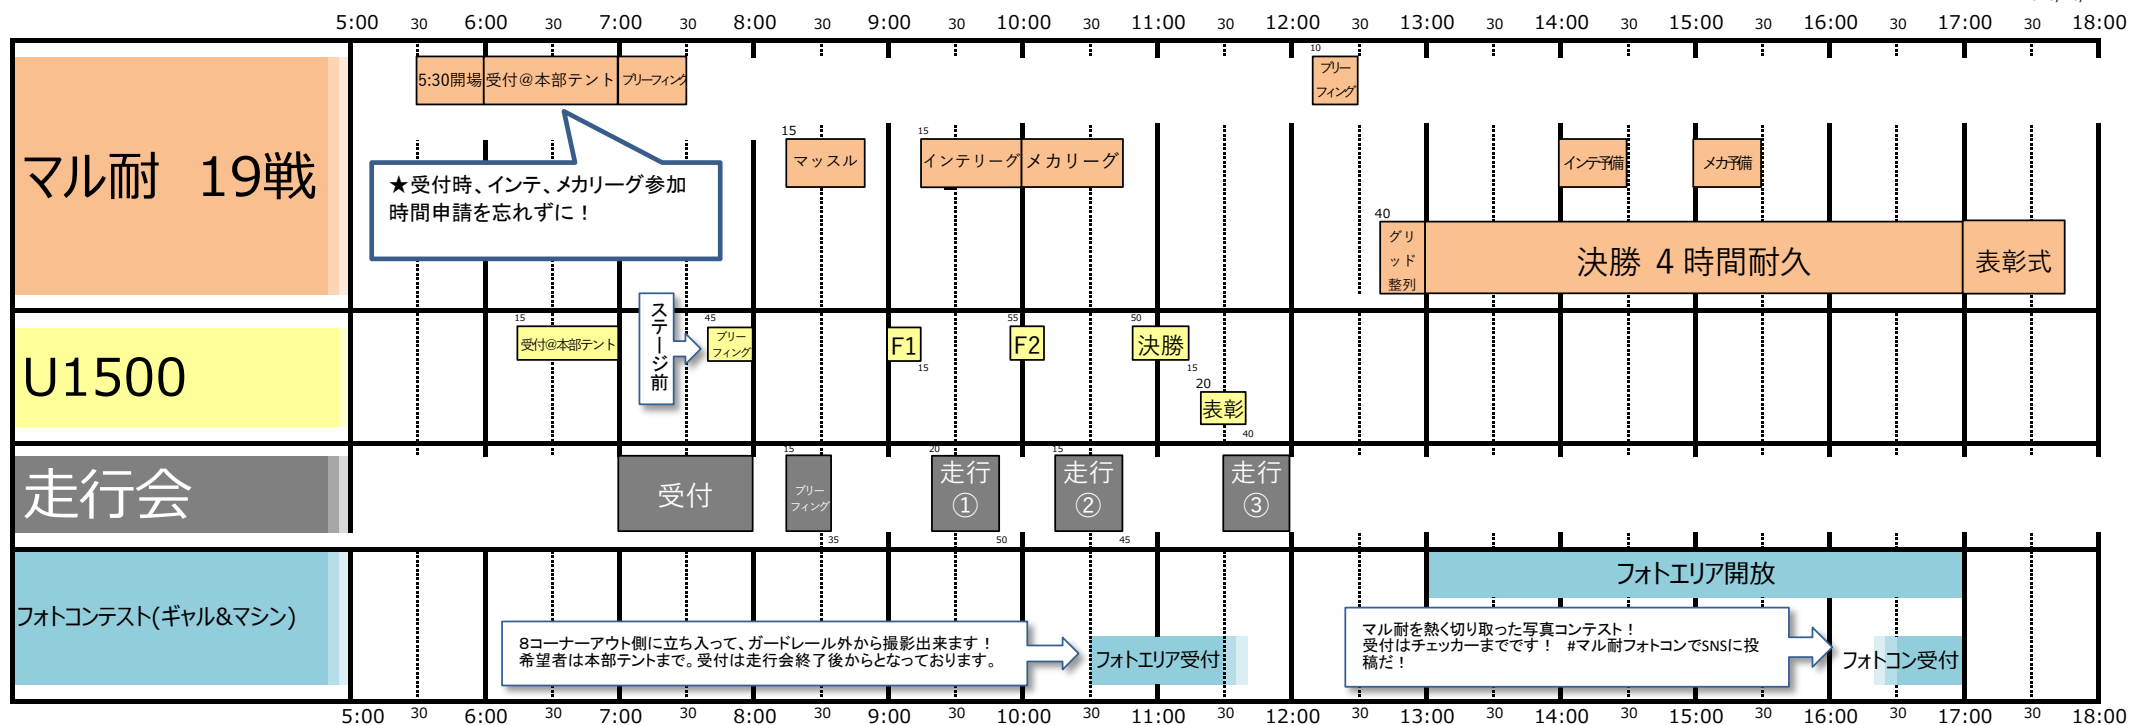 5:00 30 6:00 30 7:00 30 8:00 30 9:00 30 10:00 30 11:00 30 12:00 30 13:00 30 14:00 30 15:00 30 16:00 30 17:00 30 18:00
マル耐 19戦
5:30開場
受付@本部テント
ブリーフィング
10
ブリー
フィング
★受付時、インテ、メカリーグ参加
時間申請を忘れずに！
15
マッスル
15
インテリーグ
メカリーグ
インテ予備
メカ予備
40
グリ
ッド
整列
決勝 4時間耐久
表彰式
U1500
15
受付@本部テント
ステージ前
45
ブリー
フィング
F1
15
55
F2
50
決勝
15
20
表彰
40
走行会
受付
15
ブリー
フィング
35
20
走行
①
50
15
走行
②
45
走行
③
フォトコンテスト(ギャル&マシン)
フォトエリア開放
8コーナーアウト側に立ち入って、ガードレール外から撮影出来ます！
希望者は本部テントまで。受付は走行会終了後からとなっております。
フォトエリア受付
マル耐を熱く切り取った写真コンテスト！
受付はチェッカーまでです！ #マル耐フォトコンでSNSに投
稿だ！
フォトコン受付
5:00 30 6:00 30 7:00 30 8:00 30 9:00 30 10:00 30 11:00 30 12:00 30 13:00 30 14:00 30 15:00 30 16:00 30 17:00 30 18:00